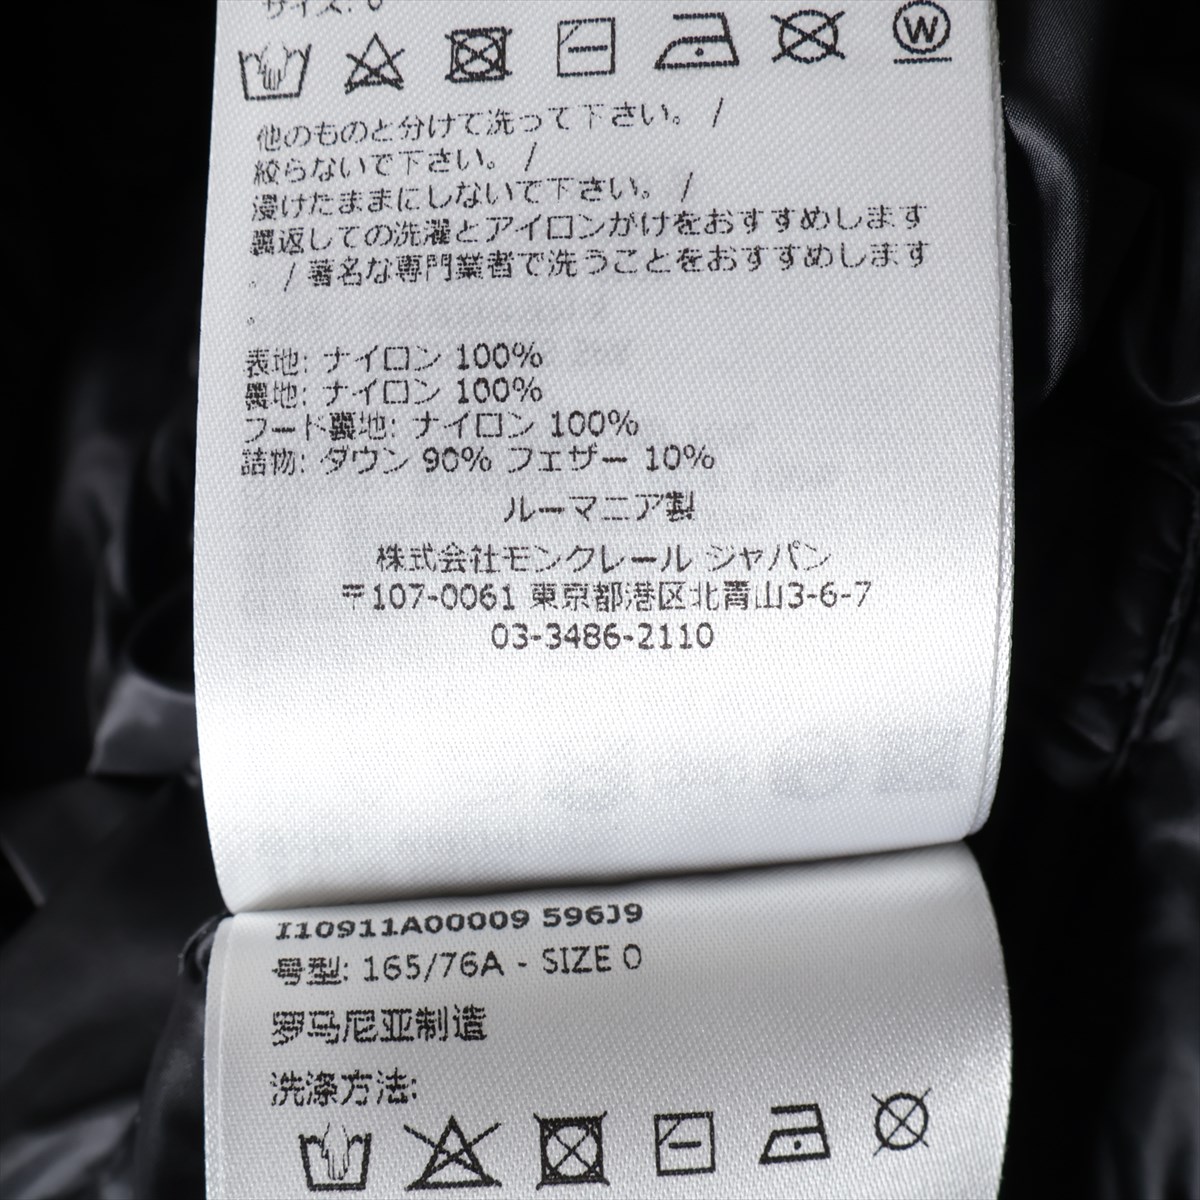 サイズ: 0
W
他のものと分けて洗って下さい。 /
絞らないで下さい。 /
浸けたままにしないで下さい。 /
裏返しての洗濯とアイロンがけをおすすめします
。 / 著名な専門業者で洗うことをおすすめします
。
表地: ナイロン 100%
裏地: ナイロン 100%
フード裏地: ナイロン 100%
詰物: ダウン 90% フェザー 10%
ルーマニア製
株式会社モンクレール ジャパン
〒107-0061 東京都港区北青山3-6-7
03-3486-2110
I10911A00009 596J9
号型: 165/76A - SIZE 0
罗马尼亚制造
洗涤方法: